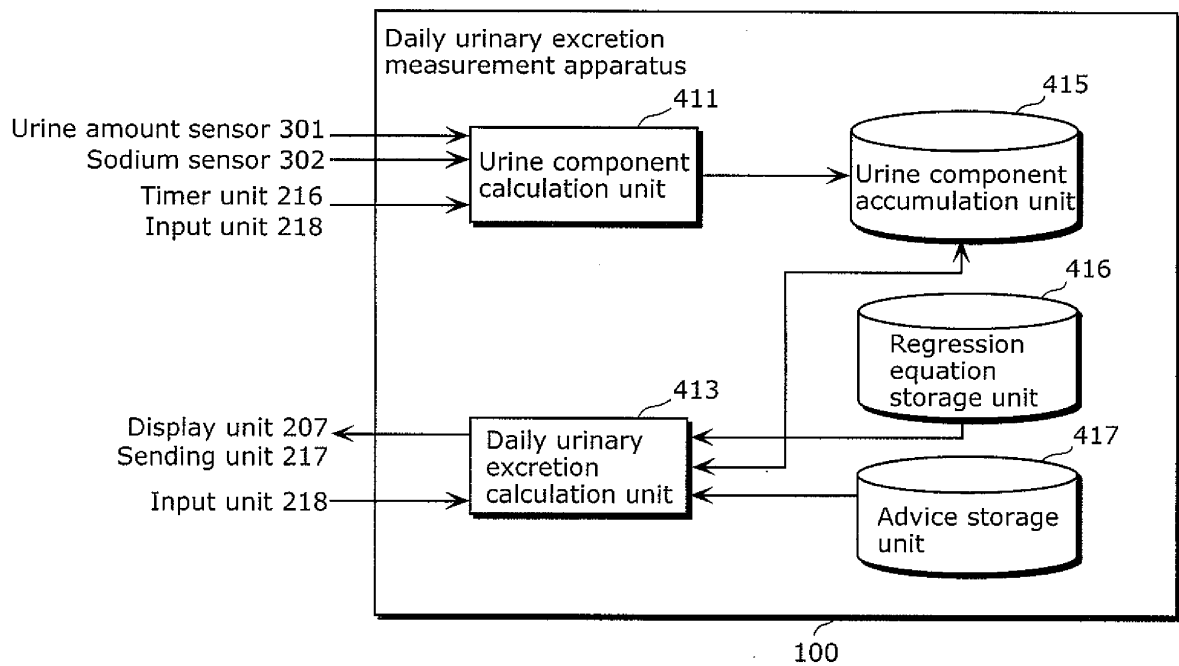 Daily urinary excretion
measurement apparatus
411
415
Urine amount sensor 301
Sodium sensor 302
Timer unit 216
Input unit 218
Urine component
calculation unit
Urine component
accumulation unit
416
Regression
equation
storage unit
413
Display unit 207
Sending unit 217
Input unit 218
Daily urinary
excretion
calculation unit
417
Advice storage
unit
100